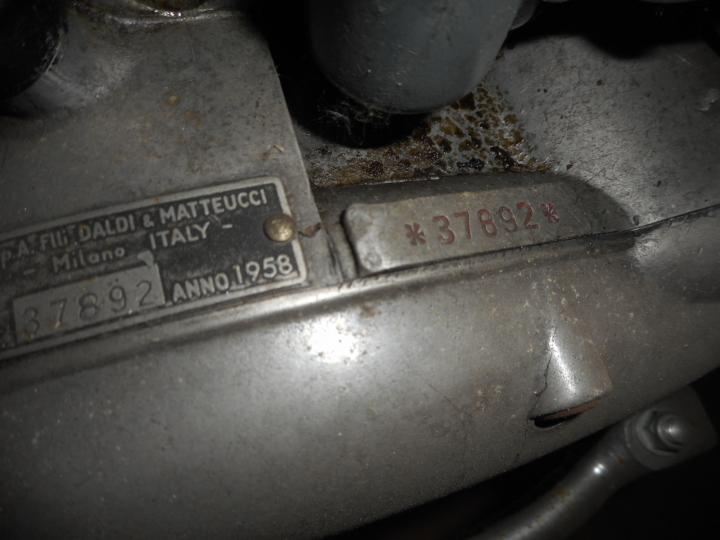 P.A. Flli DALDI & MATTEUCCI
- Milano ITALY -
37892 ANNO 1958
*37892*